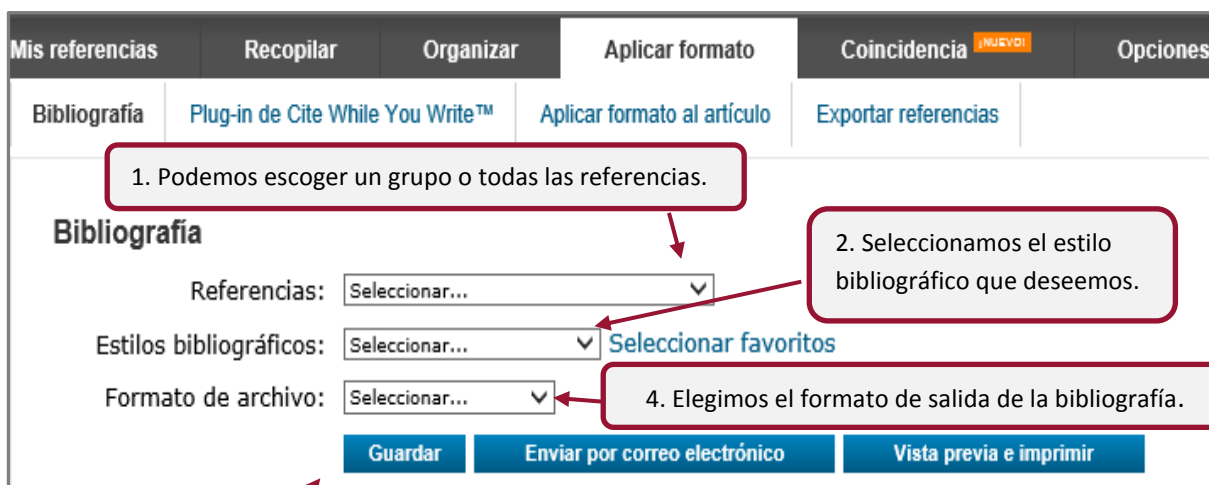 Mis referencias Recopilar Organizar Aplicar formato Coincidencia ¡NUEVO! Opciones
Bibliografía Plug-in de Cite While You Write™ Aplicar formato al artículo Exportar referencias
1. Podemos escoger un grupo o todas las referencias.
Bibliografía
2. Seleccionamos el estilo
bibliográfico que deseemos.
Referencias: Seleccionar...
Estilos bibliográficos: Seleccionar... Seleccionar favoritos
Formato de archivo: Seleccionar...
4. Elegimos el formato de salida de la bibliografía.
Guardar Enviar por correo electrónico Vista previa e imprimir